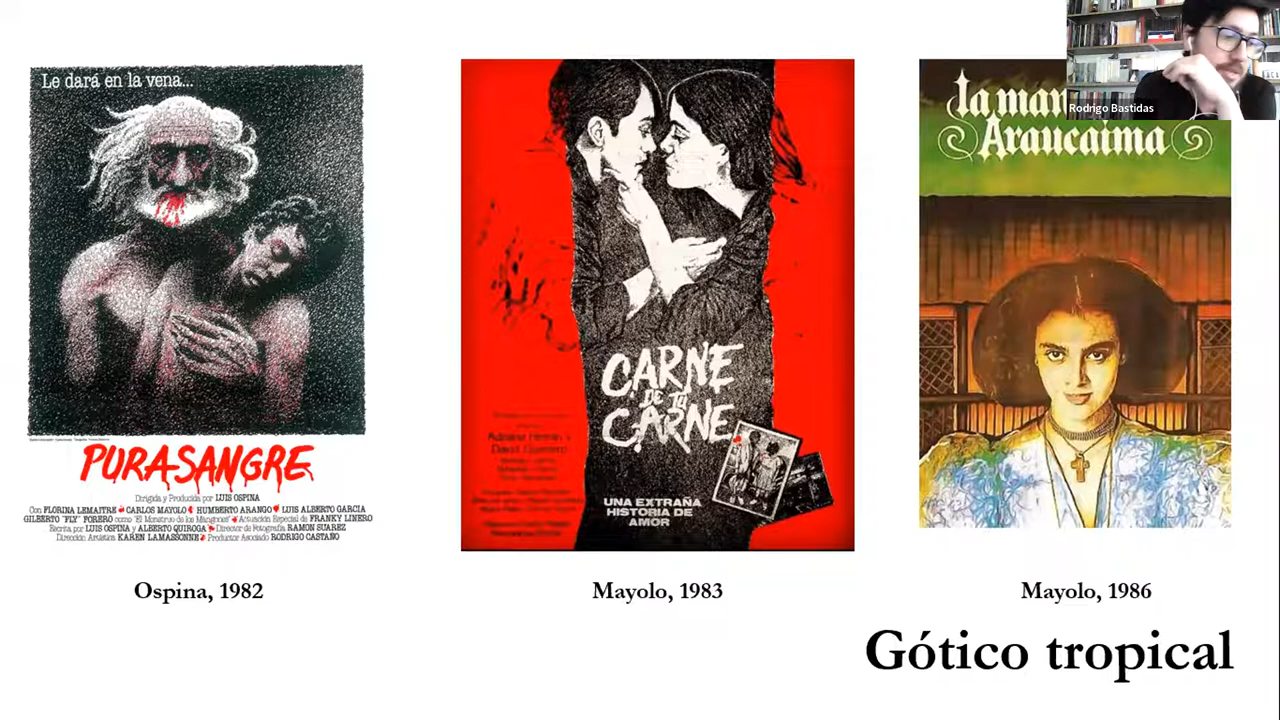 Le dará en la vena...
PURASANGRE
Dirigida y Producida por LUIS OSPINA
Con FLORINA LEMAITRE CARLOS MAYOLO HUMBERTO ARANGO LUIS ALBERTO GARCIA
GILBERTO "FLY" FORERO como "El Monstruo de los Mangones" Actuación Especial de FRANKY LINERO
Escrita por LUIS OSPINA y ALBERTO QUIROGA Director de Fotografía RAMON SUAREZ
Dirección Artística KAREN LAMASSONNE Productor Asociado RODRIGO CASTAÑO
Ospina, 1982
CARNE
DE TU
CARNE
UNA EXTRAÑA
HISTORIA DE
AMOR
Mayolo, 1983
la man
Araucaima
Mayolo, 1986
Rodrigo Bastidas
Gótico tropical